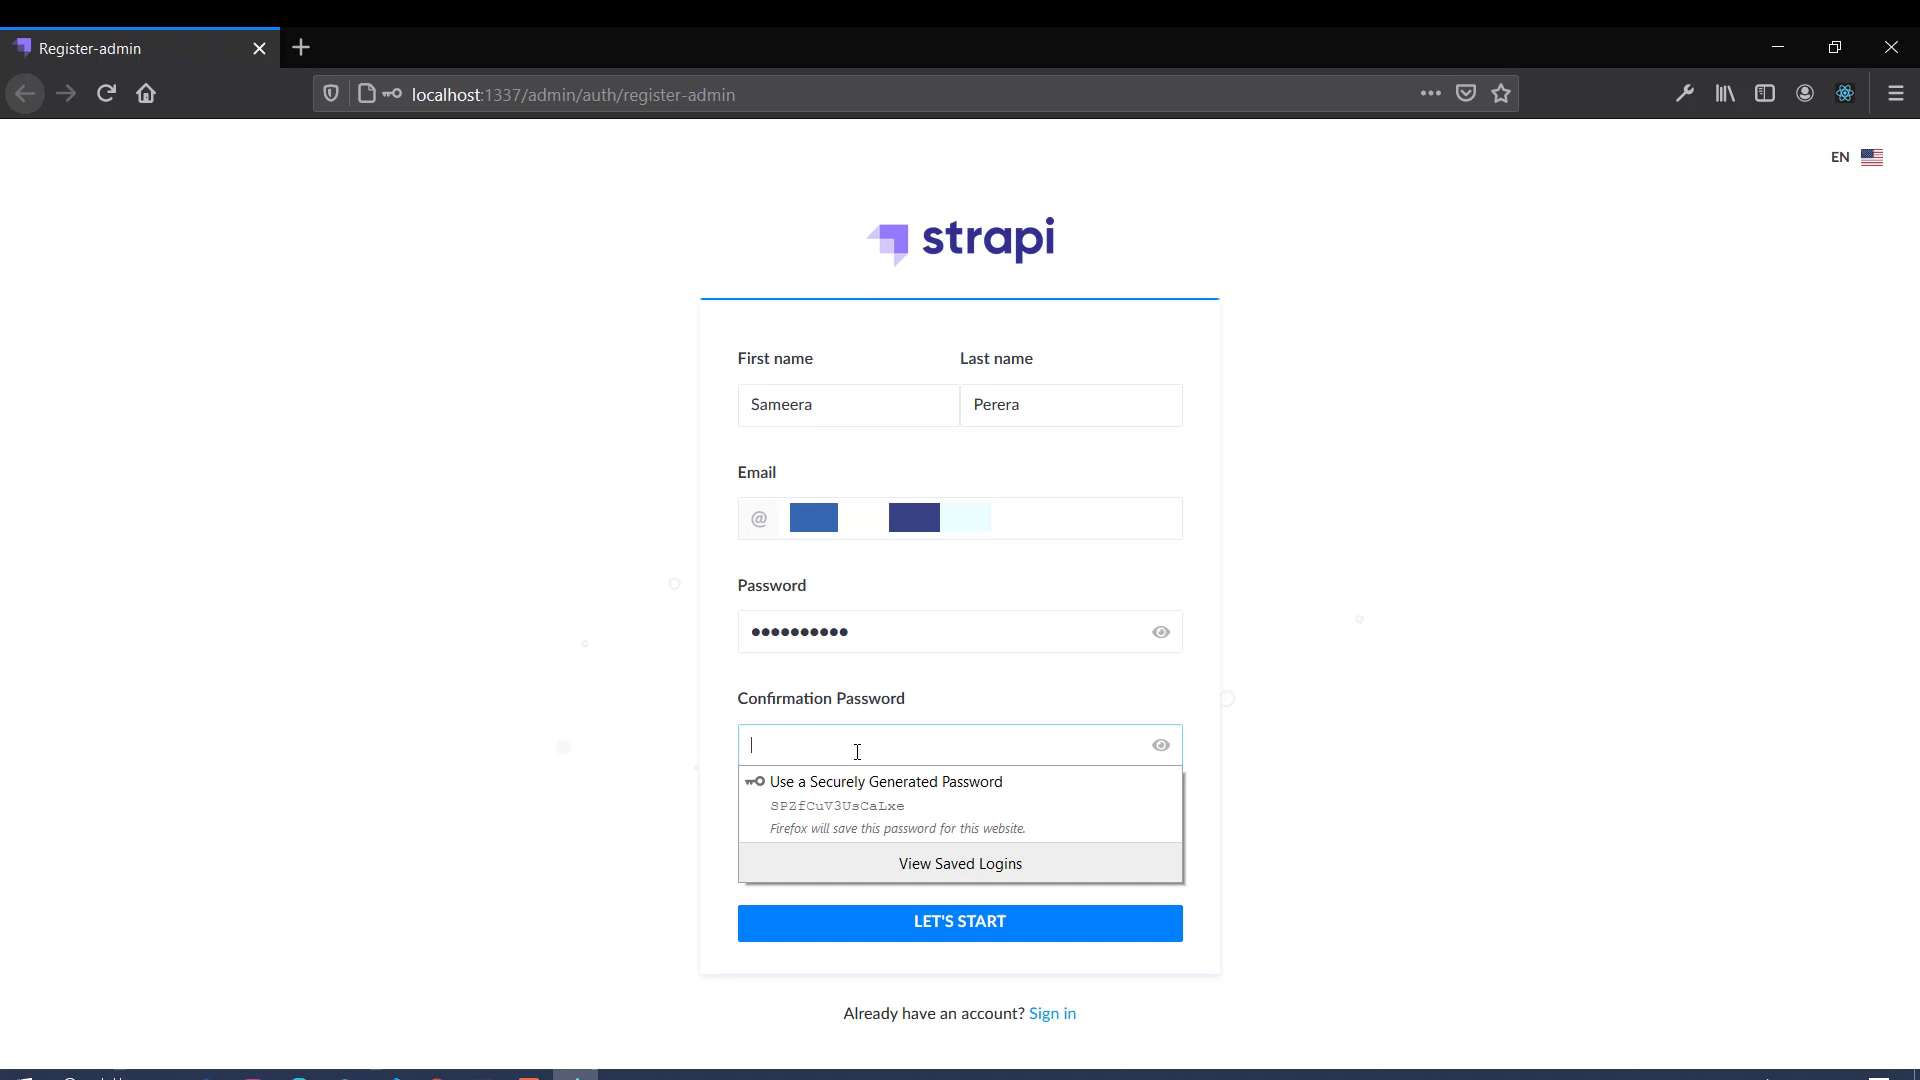 Register-admin
localhost:1337/admin/auth/register-admin
EN
strapi
First name
Last name
Sameera
Perera
Email
@
Password
Confirmation Password
Use a Securely Generated Password
SPZfCuV3UsCaLxe
Firefox will save this password for this website.
View Saved Logins
LET'S START
Already have an account? Sign in